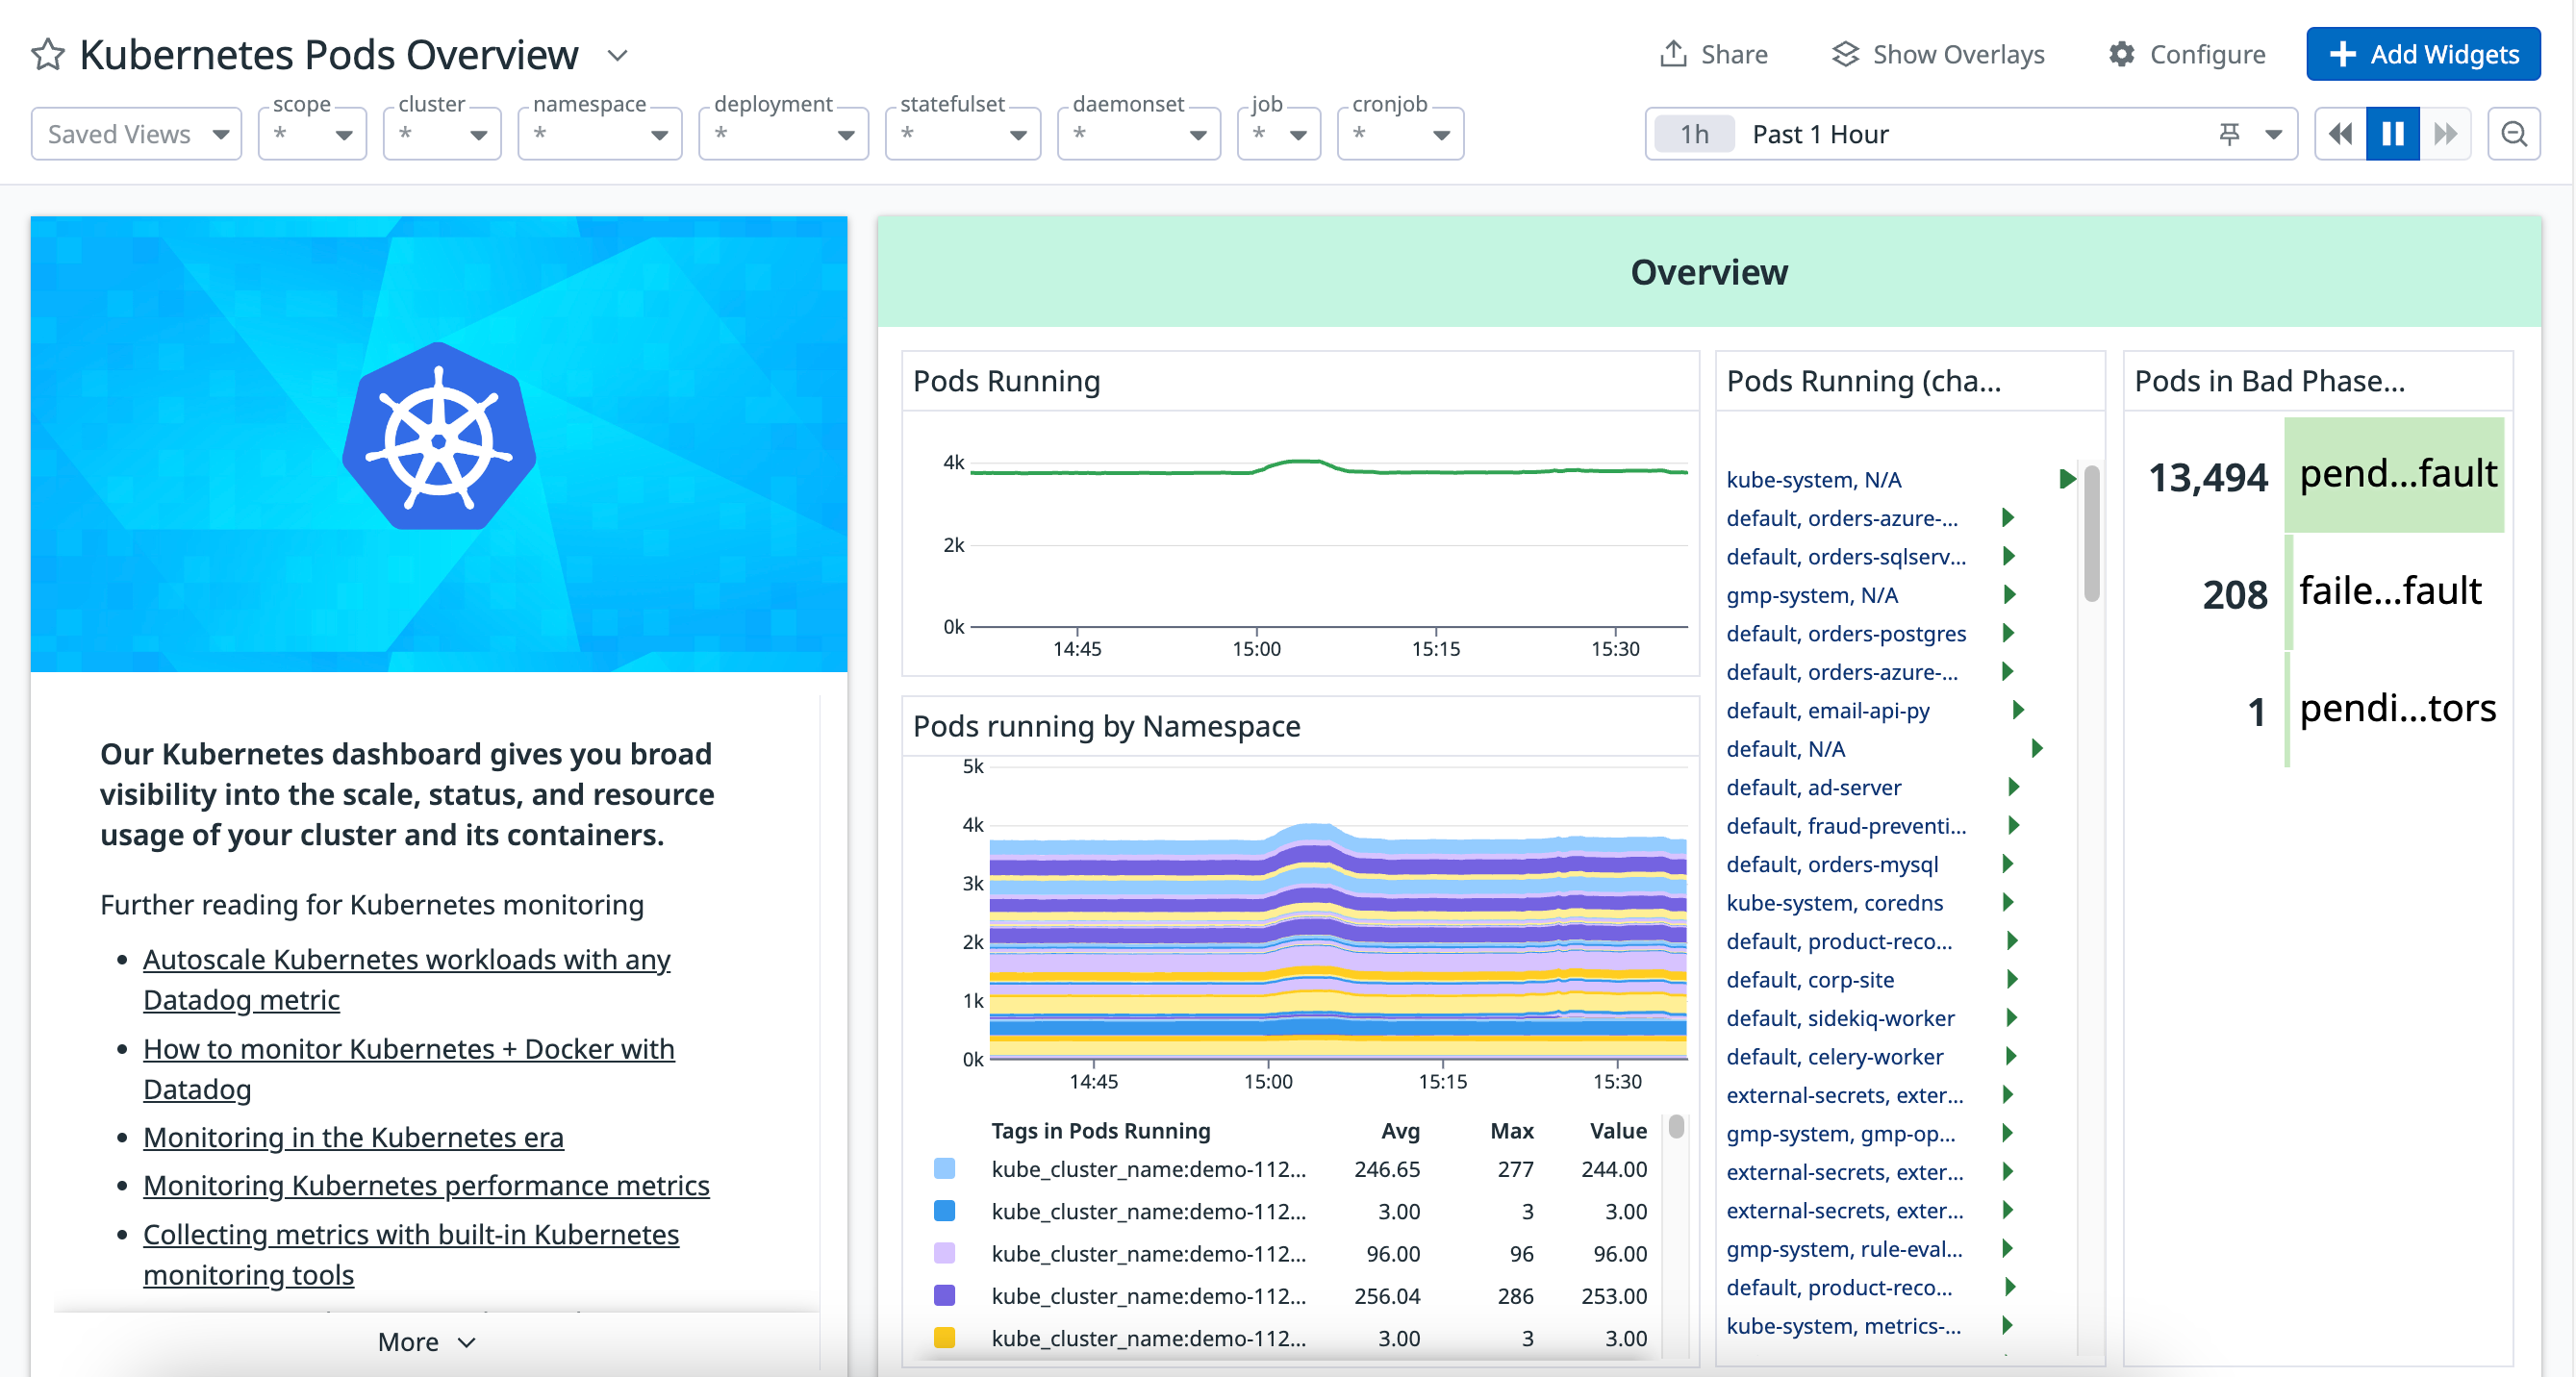 Kubernetes Pods Overview
Share
Show Overlays
Configure
Add Widgets
Saved Views
scope
*
cluster
*
namespace
*
deployment
*
statefulset
*
daemonset
*
job
*
cronjob
*
1h
Past 1 Hour
Our Kubernetes dashboard gives you broad
visibility into the scale, status, and resource
usage of your cluster and its containers.
Further reading for Kubernetes monitoring
Autoscale Kubernetes workloads with any
Datadog metric
How to monitor Kubernetes + Docker with
Datadog
Monitoring in the Kubernetes era
Monitoring Kubernetes performance metrics
Collecting metrics with built-in Kubernetes
monitoring tools
More
Overview
Pods Running
4k
2k
0k
14:45
15:00
15:15
15:30
Pods running by Namespace
5k
4k
3k
2k
1k
0k
14:45
15:00
15:15
15:30
Tags in Pods Running Avg Max Value
kube_cluster_name:demo-112... 246.65 277 244.00
kube_cluster_name:demo-112... 3.00 3 3.00
kube_cluster_name:demo-112... 96.00 96 96.00
kube_cluster_name:demo-112... 256.04 286 253.00
kube_cluster_name:demo-112... 3.00 3 3.00
Pods Running (cha...
kube-system, N/A
default, orders-azure-...
default, orders-sqlserv...
gmp-system, N/A
default, orders-postgres
default, orders-azure-...
default, email-api-py
default, N/A
default, ad-server
default, fraud-preventi...
default, orders-mysql
kube-system, coredns
default, product-reco...
default, corp-site
default, sidekiq-worker
default, celery-worker
external-secrets, exter...
gmp-system, gmp-op...
external-secrets, exter...
external-secrets, exter...
gmp-system, rule-eval...
default, product-reco...
kube-system, metrics-...
Pods in Bad Phase...
13,494 pend...fault
208 faile...fault
1 pendi...tors